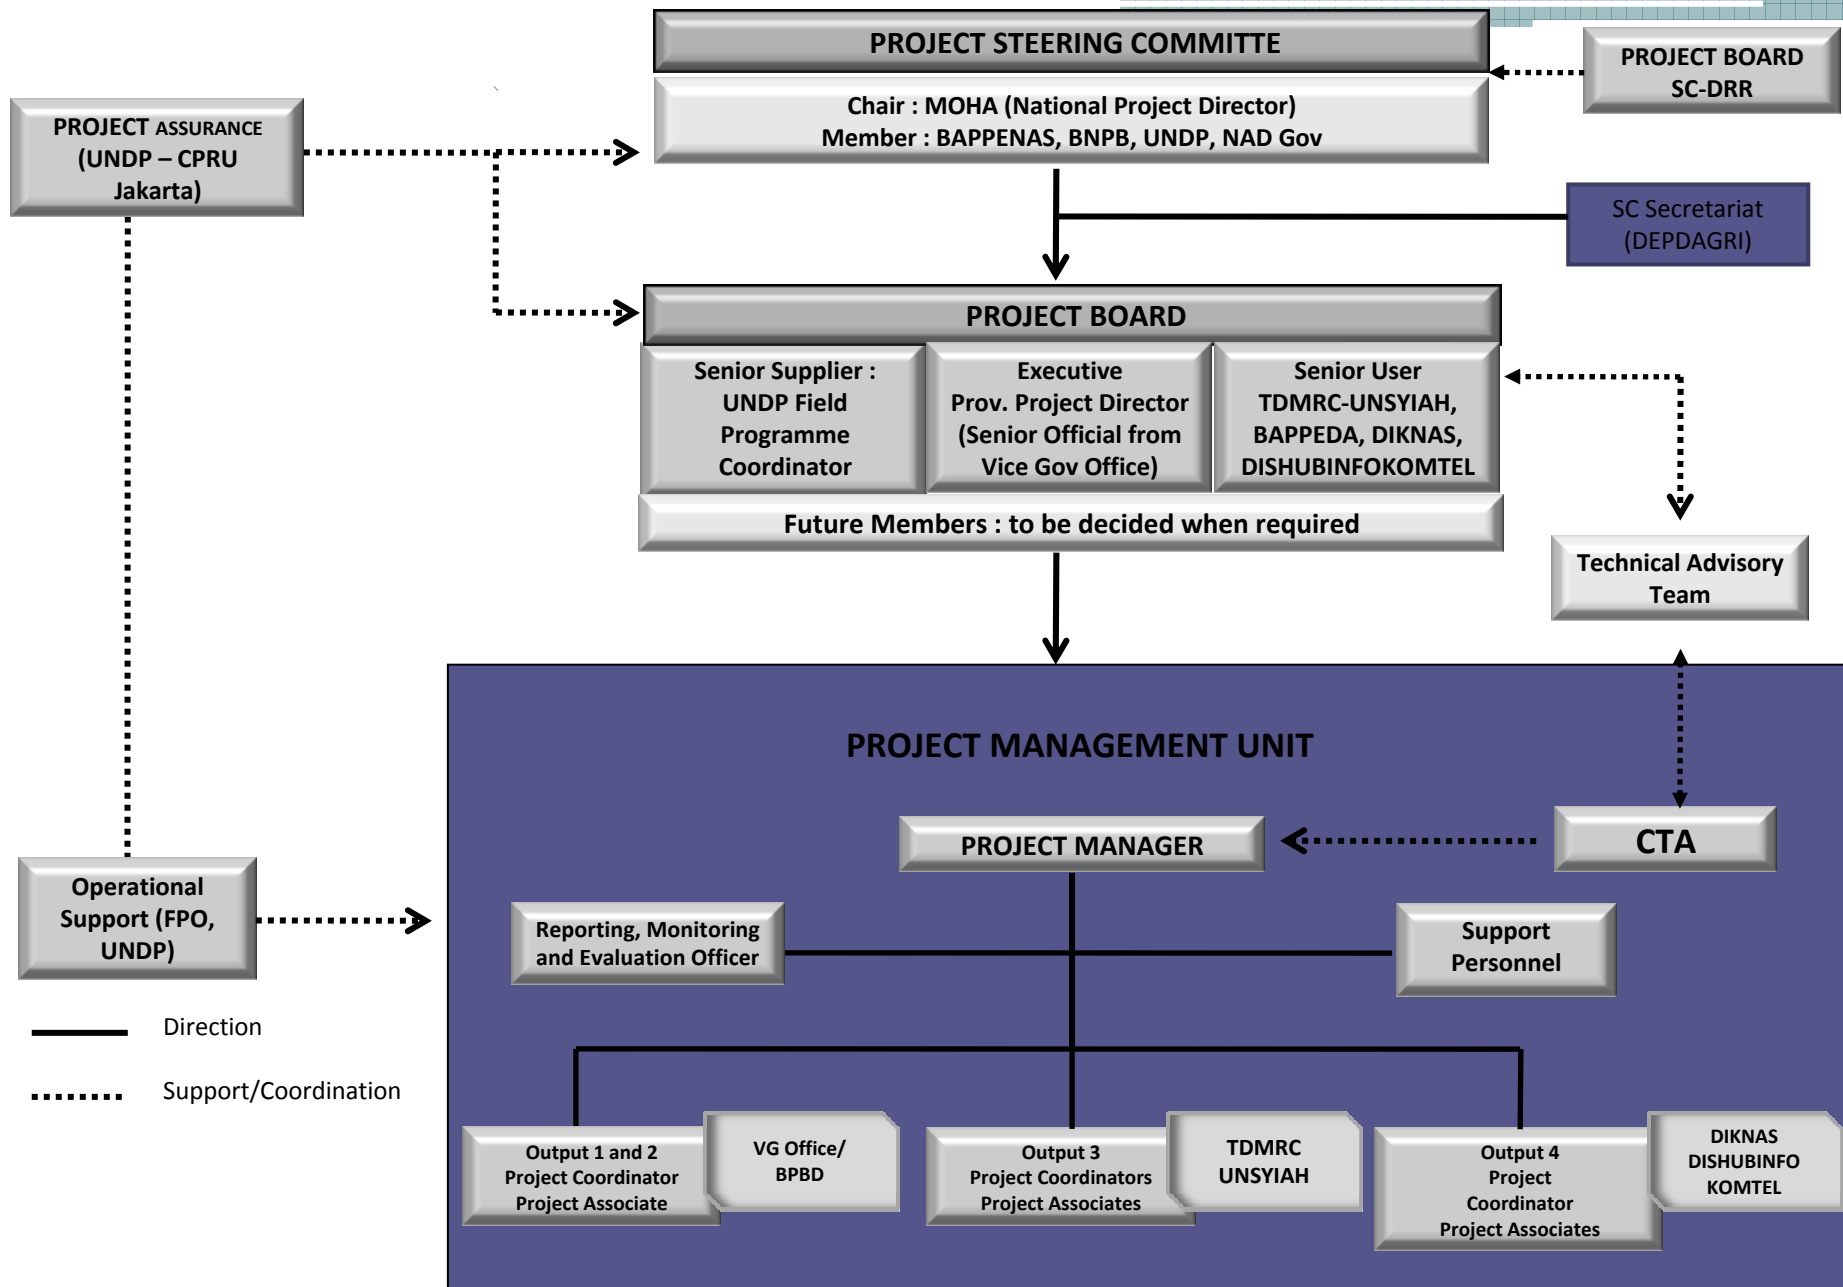 PROJECT STEERING COMMITTE
Chair : MOHA (National Project Director)
Member : BAPPENAS, BNPB, UNDP, NAD Gov
PROJECT BOARD
SC-DRR
PROJECT ASSURANCE
(UNDP – CPRU
Jakarta)
SC Secretariat
(DEPDAGRI)
PROJECT BOARD
Senior Supplier :
UNDP Field
Programme
Coordinator
Executive
Prov. Project Director
(Senior Official from
Vice Gov Office)
Senior User
TDMRC-UNSYIAH,
BAPPEDA, DIKNAS,
DISHUBINFOKOMTEL
Future Members : to be decided when required
Technical Advisory
Team
PROJECT MANAGEMENT UNIT
PROJECT MANAGER
CTA
Operational
Support (FPO,
UNDP)
Reporting, Monitoring
and Evaluation Officer
Support
Personnel
Direction
Support/Coordination
Output 1 and 2
Project Coordinator
Project Associate
VG Office/
BPBD
Output 3
Project Coordinators
Project Associates
TDMRC
UNSYIAH
Output 4
Project
Coordinator
Project Associates
DIKNAS
DISHUBINFO
KOMTEL